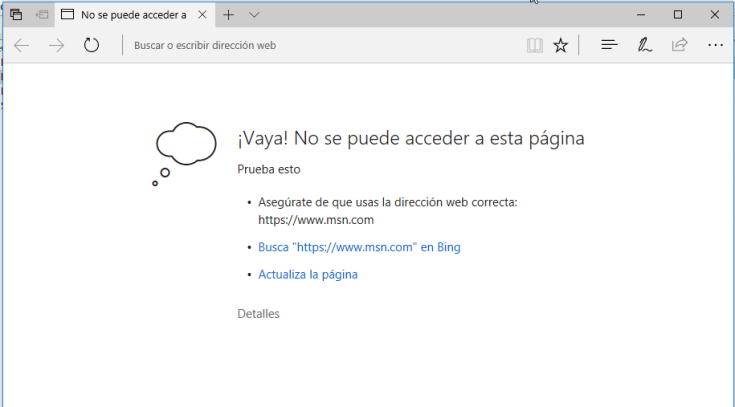 No se puede acceder a
Buscar o escribir dirección web
¡Vaya! No se puede acceder a esta página
Prueba esto
• Asegúrate de que usas la dirección web correcta:
https://www.msn.com
• Busca "https://www.msn.com" en Bing
• Actualiza la página
Detalles